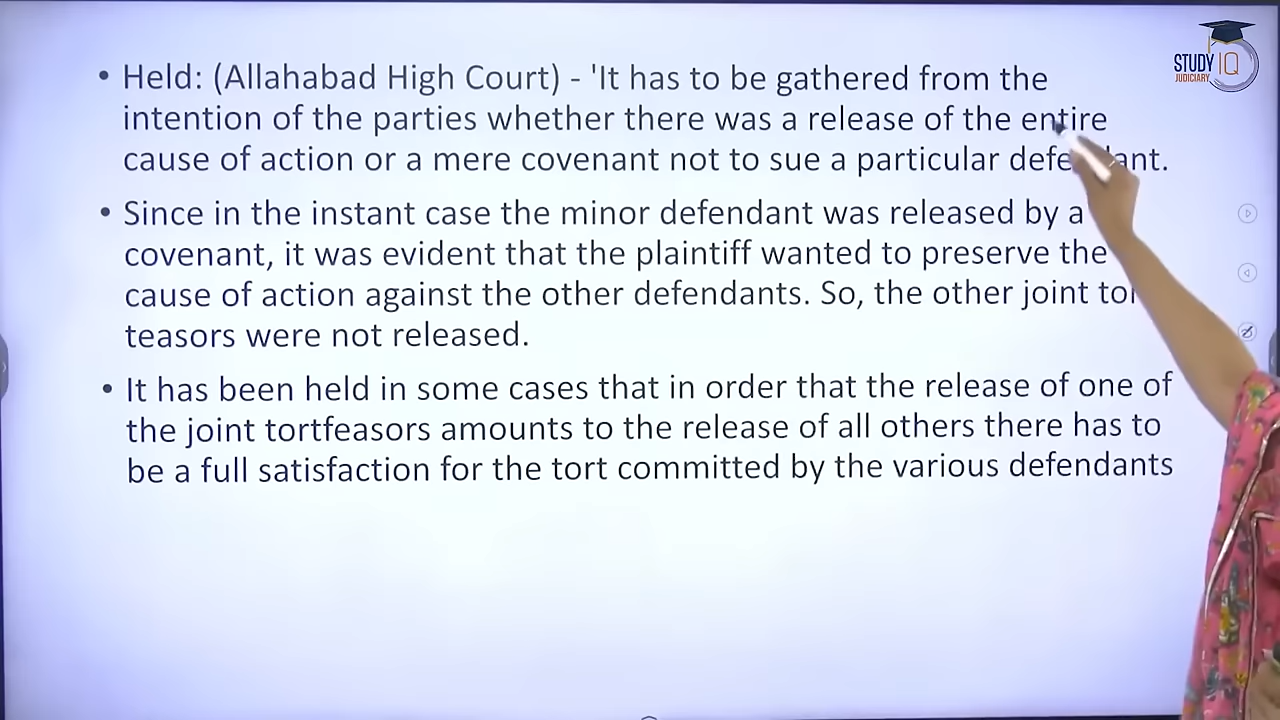 STUDY IQ
JUDICIARY
• Held: (Allahabad High Court) - 'It has to be gathered from the
intention of the parties whether there was a release of the entire
cause of action or a mere covenant not to sue a particular defendant.
• Since in the instant case the minor defendant was released by a
covenant, it was evident that the plaintiff wanted to preserve the
cause of action against the other defendants. So, the other joint
teasors were not released.
• It has been held in some cases that in order that the release of one of
the joint tortfeasors amounts to the release of all others there has to
be a full satisfaction for the tort committed by the various defendants